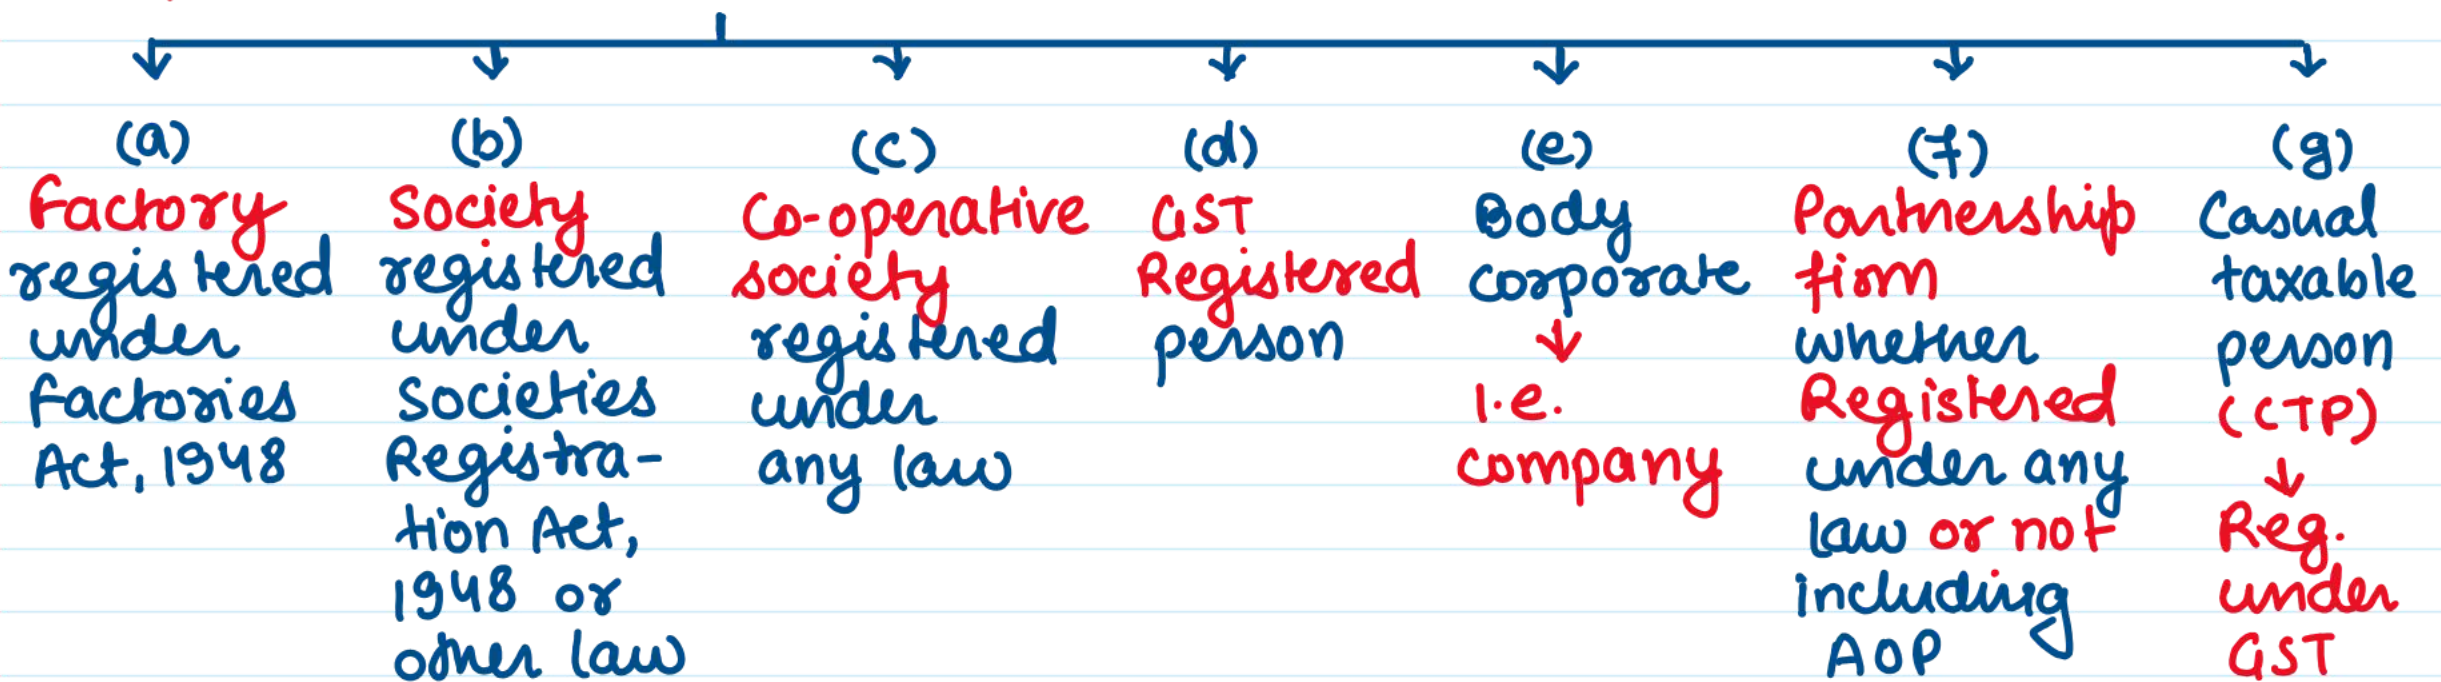 (a)
Factory
registered
under
Factories
Act, 1948
(b)
Society
registered
under
Societies
Registra-
tion Act,
1948 or
other law
(c)
Co-operative
society
registered
under
any law
(d)
GST
Registered
person
(e)
Body
corporate
I.e.
company
(f)
Partnership
firm
whether
Registered
under any
law or not
including
AOP
(g)
Casual
taxable
person
(CTP)
Reg.
under
GST